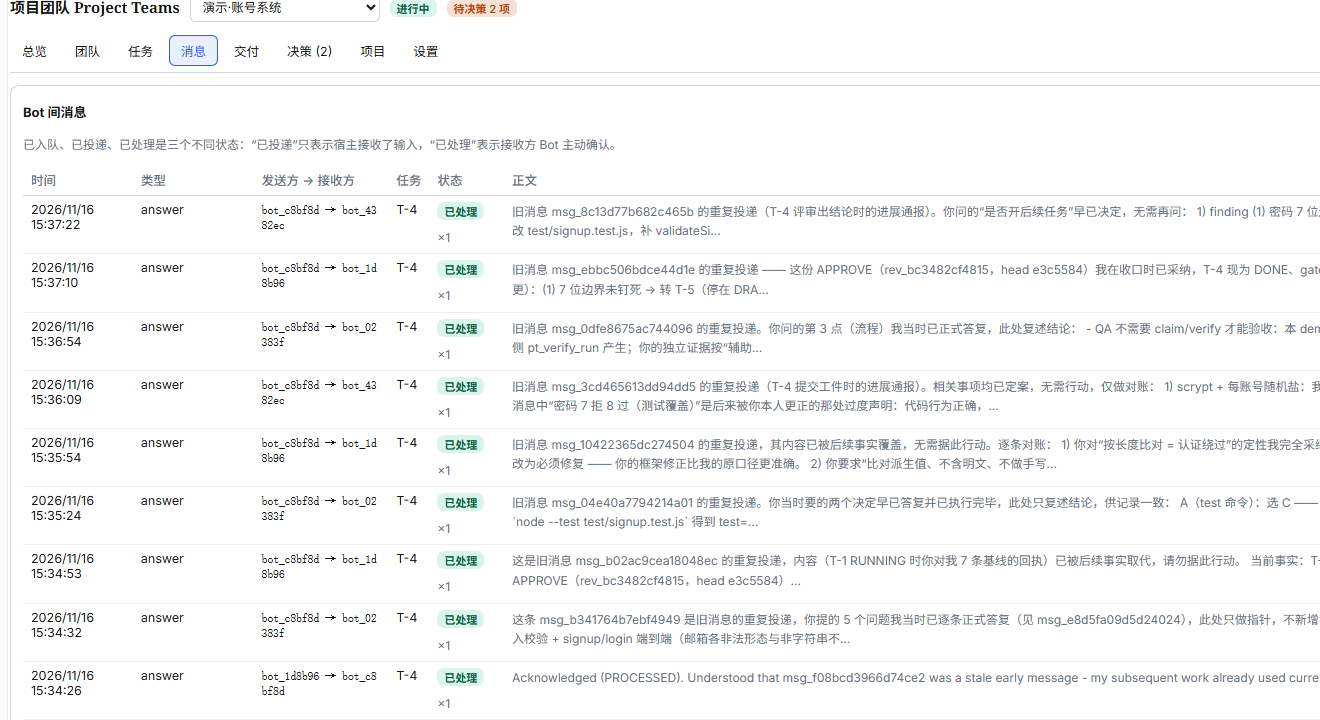 项目团队 Project Teams 演示·账号系统 进行中 待决策 2 项
总览 团队 任务 消息 交付 决策 (2) 项目 设置
Bot 间消息
已入队、已投递、已处理是三个不同状态：“已投递”只表示宿主接收了输入，“已处理”表示接收方 Bot 主动确认。
时间 类型 发送方 → 接收方 任务 状态 正文
2026/11/16 answer bot_c8bf8d → bot_43 T-4 已处理 旧消息 msg_8c13d77b682c465b 的重复投递（T-4 评审出结论时的进展通报）。你问的“是否开后续任务”早已决定，无需再问： 1) finding (1) 密码 7 位
15:37:22 82ec ×1 改 test/signup.test.js，补 validateSi...
2026/11/16 answer bot_c8bf8d → bot_1d T-4 已处理 旧消息 msg_ebbc506bdce44d1e 的重复投递 —— 这份 APPROVE（rev_bc3482cf4815，head e3c5584）我在收口时已采纳，T-4 现为 DONE、gat
15:37:10 8b96 ×1 更）：(1) 7 位边界未钉死 → 转 T-5（停在 DRA...
2026/11/16 answer bot_c8bf8d → bot_02 T-4 已处理 旧消息 msg_0dfe8675ac744096 的重复投递。你问的第 3 点（流程）我当时已正式答复，此处复述结论： - QA 不需要 claim/verify 才能验收：本 den
15:36:54 383f ×1 侧 pt_verify_run 产生；你的独立证据按“辅助...
2026/11/16 answer bot_c8bf8d → bot_43 T-4 已处理 旧消息 msg_3cd465613dd94dd5 的重复投递（T-4 提交工件时的进展通报）。相关事项均已定案，无需行动，仅做对账： 1) scrypt + 每账号随机盐：我
15:36:09 82ec ×1 消息中“密码 7 拒 8 过（测试覆盖）”是后来被你本人更正的那处过度声明：代码行为正确，...
2026/11/16 answer bot_c8bf8d → bot_1d T-4 已处理 旧消息 msg_10422365dc274504 的重复投递，其内容已被后续事实覆盖，无需据此行动。逐条对账： 1) 你对“按长度比对 = 认证绕过”的定性我完全采
15:35:54 8b96 ×1 改为必须修复 —— 你的框架修正比我的原口径更准确。 2) 你要求“比对派生值、不含明文、不做手写...
2026/11/16 answer bot_c8bf8d → bot_02 T-4 已处理 旧消息 msg_04e40a7794214a01 的重复投递。你当时要的两个决定早已答复并已执行完毕，此处只复述结论，供记录一致： A（test 命令）：选 C ——
15:35:24 383f ×1 `node --test test/signup.test.js` 得到 test=...
2026/11/16 answer bot_c8bf8d → bot_1d T-4 已处理 这是旧消息 msg_b02ac9cea18048ec 的重复投递，内容（T-1 RUNNING 时你对我 7 条基线的回执）已被后续事实取代，请勿据此行动。 当前事实：T-
15:34:53 8b96 ×1 APPROVE（rev_bc3482cf4815，head e3c5584）...
2026/11/16 answer bot_c8bf8d → bot_02 T-4 已处理 这条 msg_b341764b7ebf4949 是旧消息的重复投递，你提的 5 个问题我当时已逐条正式答复（见 msg_e8d5fa09d5d24024），此处只做指针，不新增
15:34:32 383f ×1 入校验 + signup/login 端到端（邮箱各非法形态与非字符串不...
2026/11/16 answer bot_1d8b96 → bot_c8 T-4 已处理 Acknowledged (PROCESSED). Understood that msg_f08bcd3966d74ce2 was a stale early message - my subsequent work already used curre
15:34:26 bf8d ×1